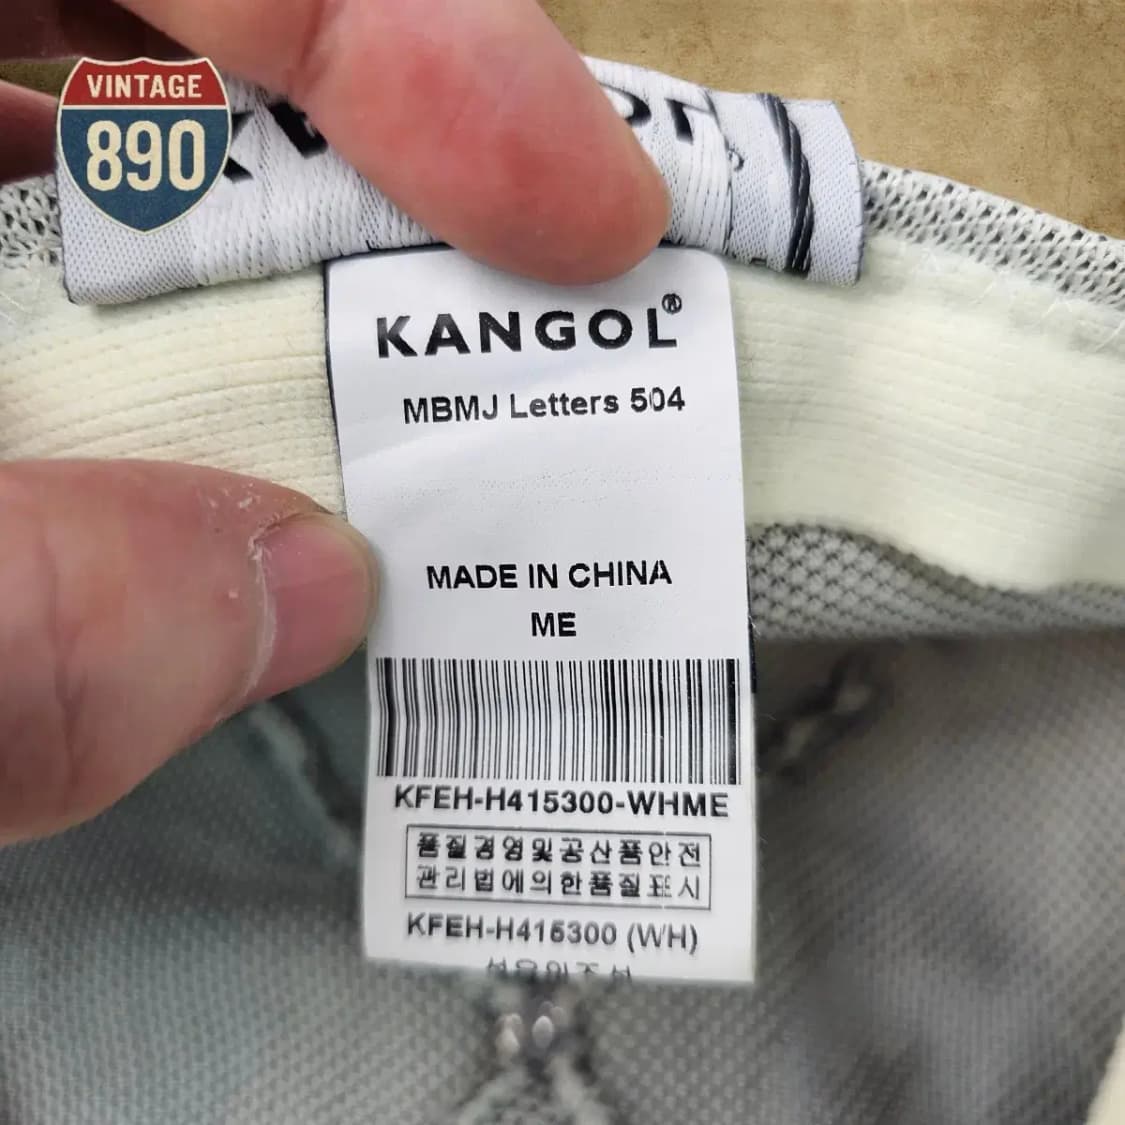 VINTAGE
890
KANGOL®
MBMJ Letters 504
MADE IN CHINA
ME
KFEH-H415300-WHME
품질경영및공산품안전
관리법에의한품질표시
KFEH-H415300 (WH)